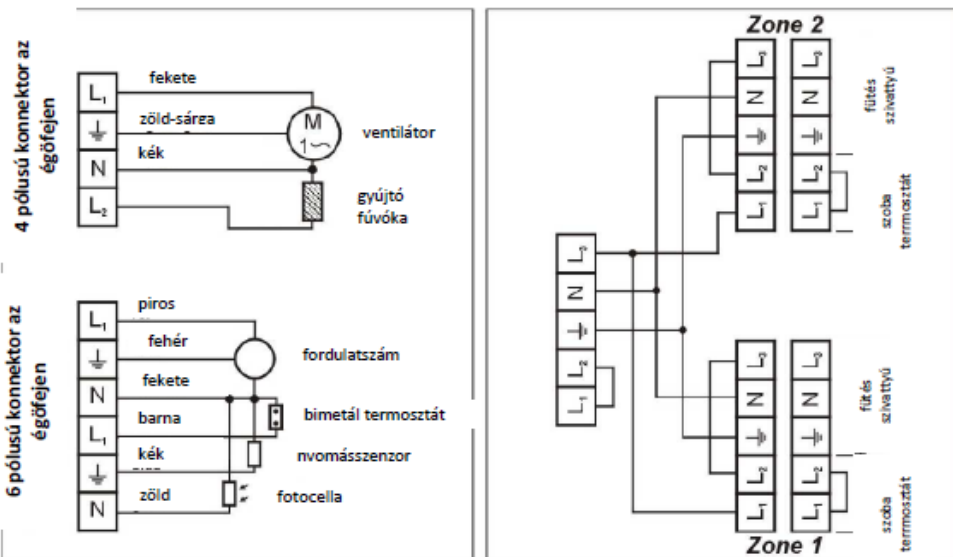 4 pólusú konnektor az
égőfejen
L1
N
L2
fekete
zöld-sárga
kék
M
1~
ventilátor
gyújtó
fúvóka
6 pólusú konnektor az
égőfejen
L1
N
L1
N
piros
fehér
fekete
barna
kék
zöld
fordulatszám
bimetál termosztát
nvomásszenzor
fotocella
Zone 2
L3
N
L2
L1
L3
N
L2
L1
fűtés
szivattyú
szoba
terrmosztát
L3
N
L2
L1
L3
N
L2
L1
L3
N
L2
L1
fűtés
szivattyú
szoba
terrmosztát
Zone 1